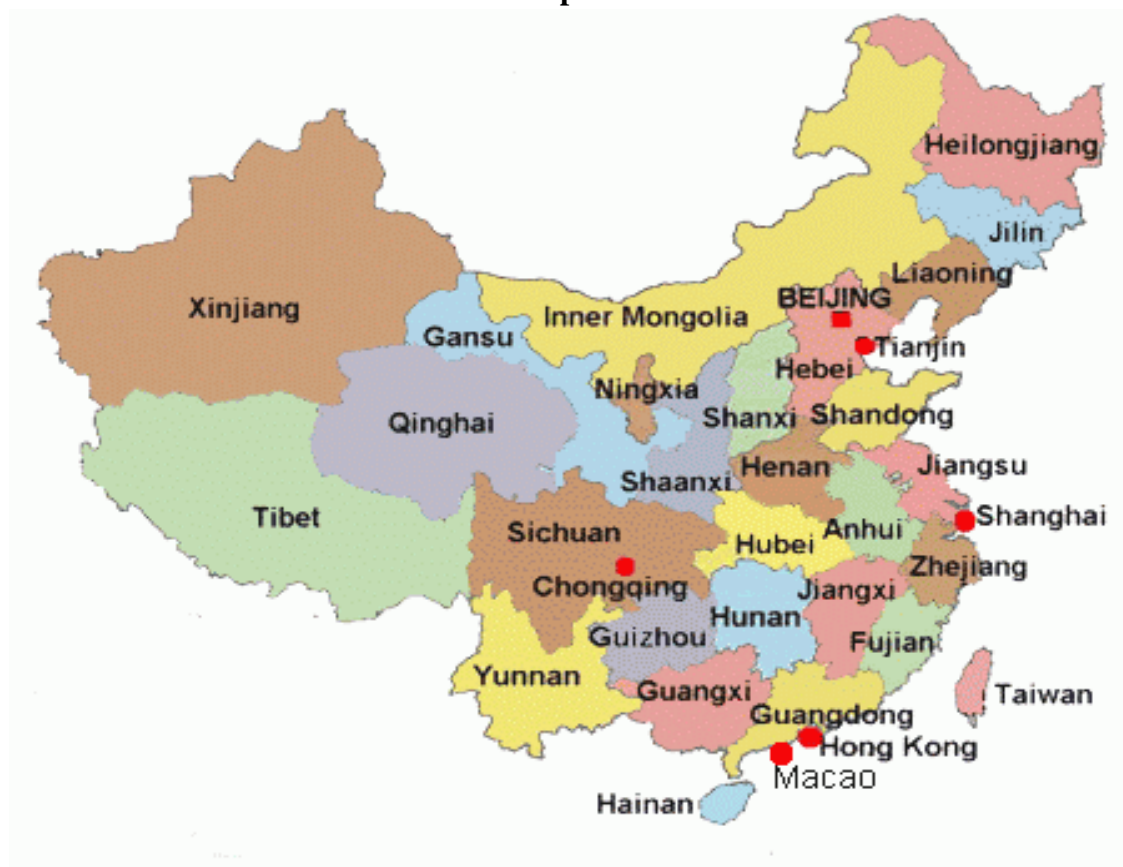 Heilongjiang
Jilin
Liaoning
BEIJING
Xinjiang
Inner Mongolia
Gansu
Tianjin
Hebei
Ningxia
Shanxi
Shandong
Qinghai
Henan
Jiangsu
Shaanxi
Tibet
Shanghai
Sichuan
Anhui
Hubei
Zhejiang
Chongqing
Jiangxi
Hunan
Guizhou
Fujian
Yunnan
Guangxi
Taiwan
Guangdong
Hong Kong
Macao
Hainan